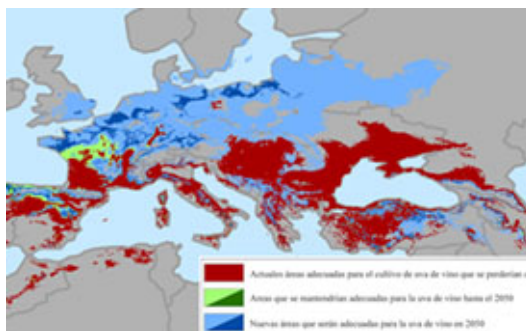 Actuales áreas adecuadas para el cultivo de uva de vino que se perderían
Areas que se mantendrían adecuadas para la uva de vino hasta el 2050
Nuevas áreas que serán adecuadas para la uva de vino en 2050